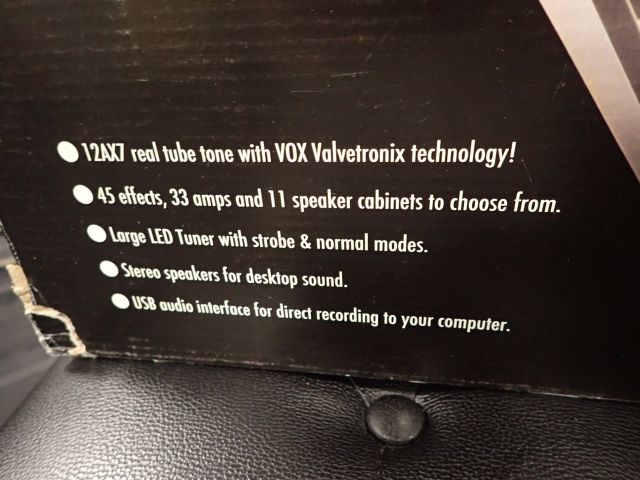 12AX7 real tube tone with VOX Valvetronix technology!
45 effects, 33 amps and 11 speaker cabinets to choose from.
Large LED Tuner with strobe & normal modes.
Stereo speakers for desktop sound.
USB audio interface for direct recording to your computer.